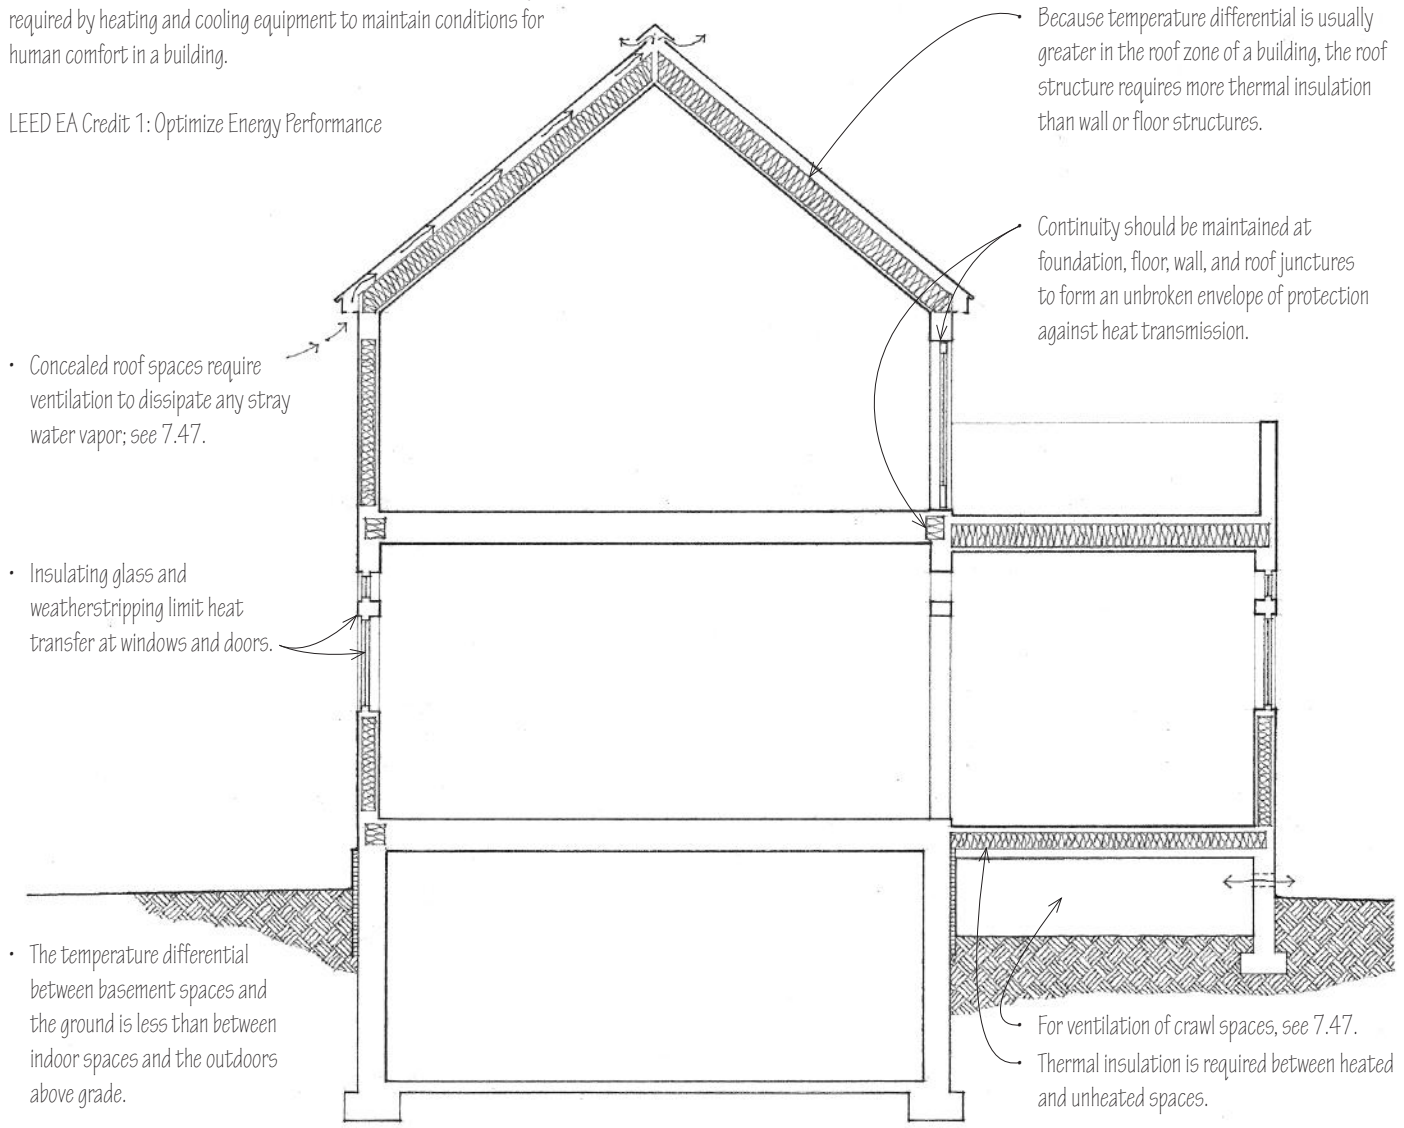 required by heating and cooling equipment to maintain conditions for
human comfort in a building.
LEED EA Credit 1: Optimize Energy Performance
• Because temperature differential is usually
greater in the roof zone of a building, the roof
structure requires more thermal insulation
than wall or floor structures.
• Continuity should be maintained at
foundation, floor, wall, and roof junctures
to form an unbroken envelope of protection
against heat transmission.
• Concealed roof spaces require
ventilation to dissipate any stray
water vapor; see 7.47.
• Insulating glass and
weatherstripping limit heat
transfer at windows and doors.
• The temperature differential
between basement spaces and
the ground is less than between
indoor spaces and the outdoors
above grade.
• For ventilation of crawl spaces, see 7.47.
• Thermal insulation is required between heated
and unheated spaces.